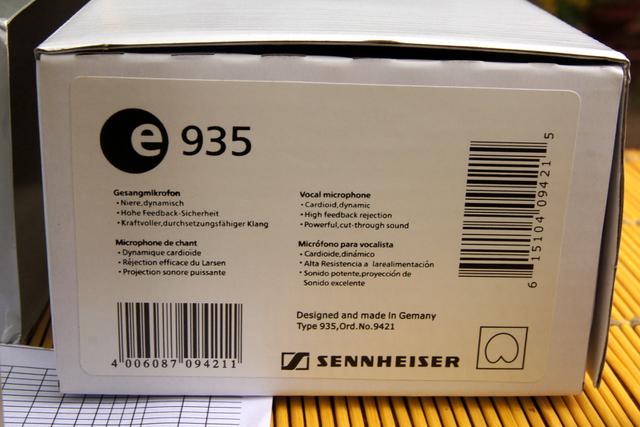 e 935
Gesangmikrofon
• Niere,dynamisch
• Hohe Feedback-Sicherheit
• Kraftvoller,durchsetzungsfähiger Klang
Vocal microphone
• Cardioid,dynamic
• High feedback rejection
• Powerful,cut-through sound
Microphone de chant
• Dynamique cardioide
• Réjection efficace du Larsen
• Projection sonore puissante
Micrófono para vocalista
• Cardioide,dinámico
• Alta Resistencia a larealimentación
• Sonido potente,proyección de
Sonido excelente
6 15104 09421 5
4 006087 094211
Designed and made in Germany
Type 935,Ord.No.9421
SENNHEISER